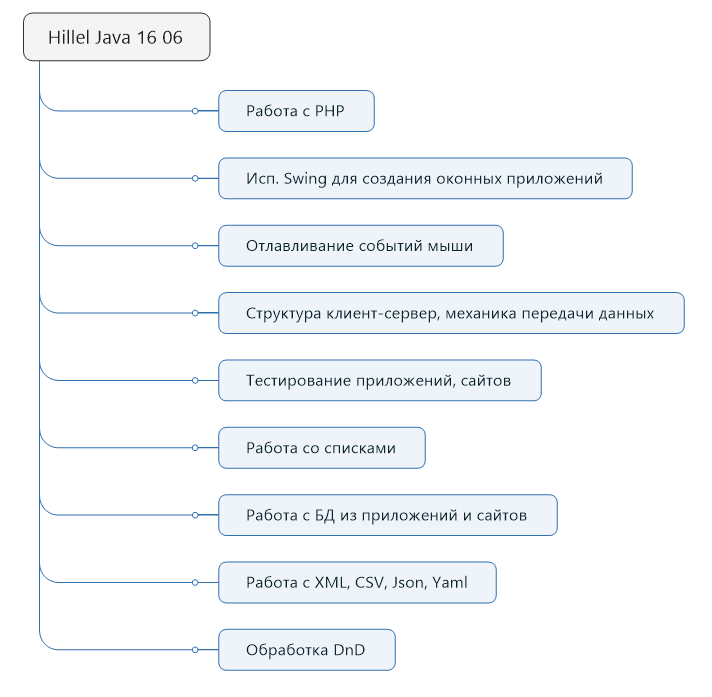 Hillel Java 16 06
Работа с PHP
Исп. Swing для создания оконных приложений
Отлавливание событий мыши
Структура клиент-сервер, механика передачи данных
Тестирование приложений, сайтов
Работа со списками
Работа с БД из приложений и сайтов
Работа с XML, CSV, Json, Yaml
Обработка DnD